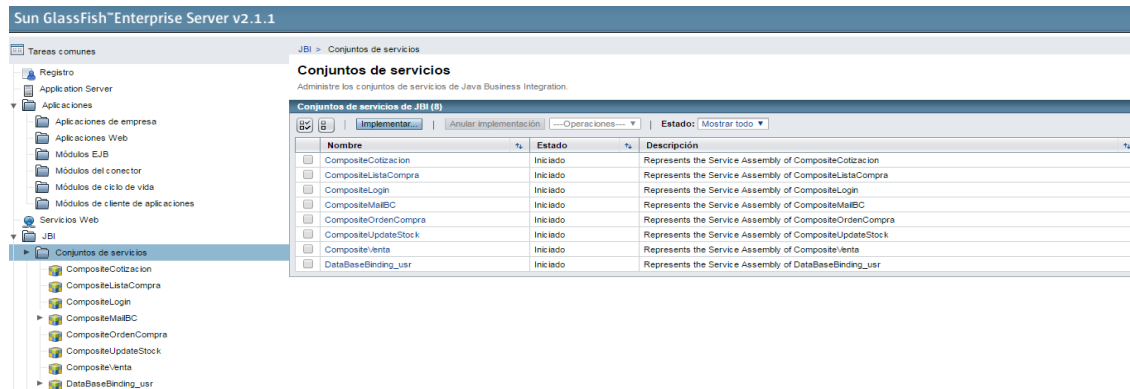 Sun GlassFish™ Enterprise Server v2.1.1
Tareas comunes
Registro
Application Server
Aplicaciones
Aplicaciones de empresa
Aplicaciones Web
Módulos EJB
Módulos del conector
Módulos de ciclo de vida
Módulos de cliente de aplicaciones
Servicios Web
JBI
Conjuntos de servicios
CompositeCotizacion
CompositeListaCompra
CompositeLogin
CompositeMailBC
CompositeOrdenCompra
CompositeUpdateStock
CompositeVenta
DataBaseBinding_usr
JBI > Conjuntos de servicios
Conjuntos de servicios
Administre los conjuntos de servicios de Java Business Integration.
Conjuntos de servicios de JBI (8)
Implementar... Anular implementación ---Operaciones--- Estado: Mostrar todo
Nombre Estado Descripción
CompositeCotizacion Iniciado Represents the Service Assembly of CompositeCotizacion
CompositeListaCompra Iniciado Represents the Service Assembly of CompositeListaCompra
CompositeLogin Iniciado Represents the Service Assembly of CompositeLogin
CompositeMailBC Iniciado Represents the Service Assembly of CompositeMailBC
CompositeOrdenCompra Iniciado Represents the Service Assembly of CompositeOrdenCompra
CompositeUpdateStock Iniciado Represents the Service Assembly of CompositeUpdateStock
CompositeVenta Iniciado Represents the Service Assembly of CompositeVenta
DataBaseBinding_usr Iniciado Represents the Service Assembly of DataBaseBinding_usr